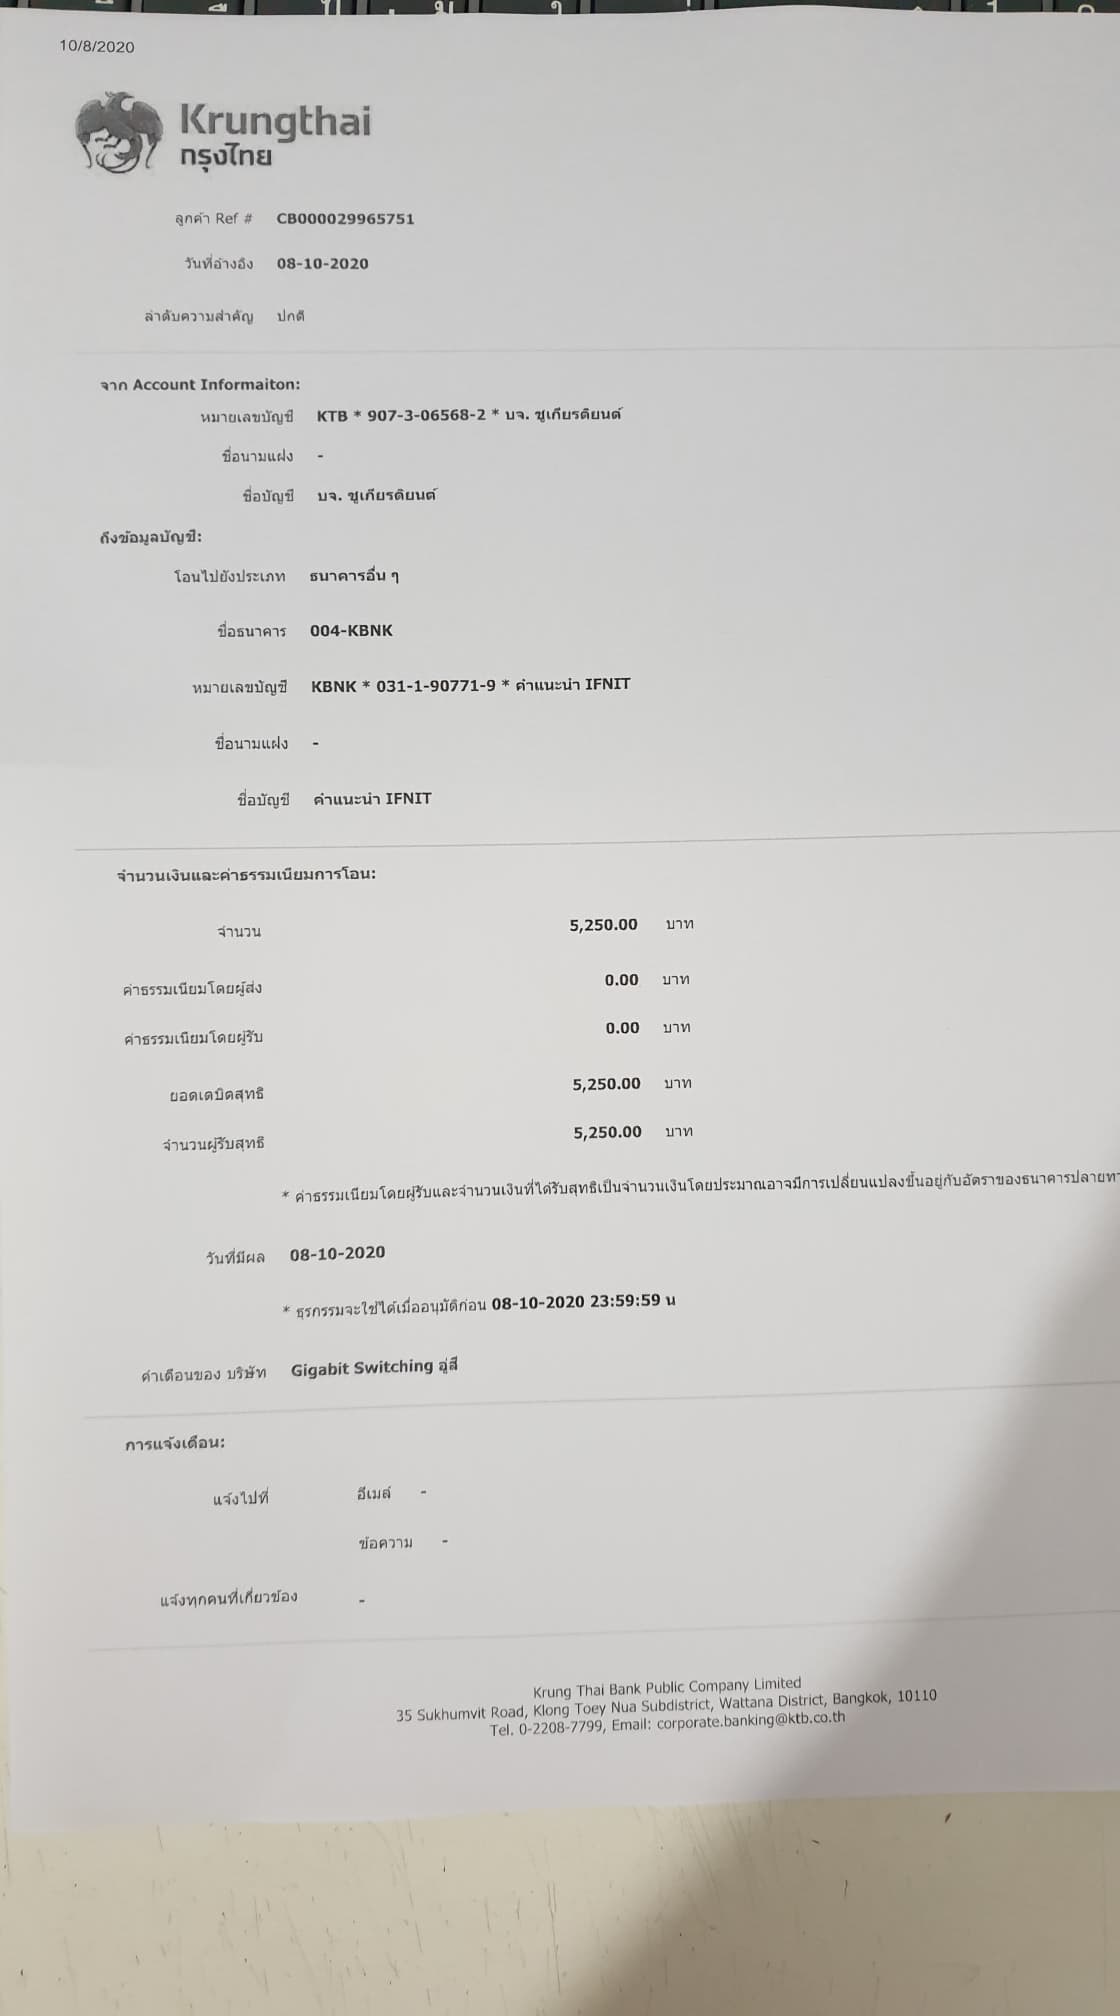 10/8/2020
Krungthai
กรุงไทย
ลูกค้า Ref # CB000029965751
วันที่อ้างอิง 08-10-2020
ลำดับความสำคัญ ปกติ
จาก Account Informaiton:
หมายเลขบัญชี KTB * 907-3-06568-2 * บจ. ชูเกียรติยนต์
ชื่อนามแฝง -
ชื่อบัญชี บจ. ชูเกียรติยนต์
ถึงข้อมูลบัญชี:
โอนไปยังประเภท ธนาคารอื่น ๆ
ชื่อธนาคาร 004-KBNK
หมายเลขบัญชี KBNK * 031-1-90771-9 * คำแนะนำ IFNIT
ชื่อนามแฝง -
ชื่อบัญชี คำแนะนำ IFNIT
จำนวนเงินและค่าธรรมเนียมการโอน:
จำนวน 5,250.00 บาท
ค่าธรรมเนียมโดยผู้ส่ง 0.00 บาท
ค่าธรรมเนียมโดยผู้รับ 0.00 บาท
ยอดเดบิตสุทธิ 5,250.00 บาท
จำนวนผู้รับสุทธิ 5,250.00 บาท
* ค่าธรรมเนียมโดยผู้รับและจำนวนเงินที่ได้รับสุทธิเป็นจำนวนเงินโดยประมาณอาจมีการเปลี่ยนแปลงขึ้นอยู่กับอัตราของธนาคารปลายทา
วันที่มีผล 08-10-2020
* ธุรกรรมจะใช้ได้เมื่ออนุมัติก่อน 08-10-2020 23:59:59 น
คำเตือนของ บริษัท Gigabit Switching อู่สี
การแจ้งเตือน:
แจ้งไปที่ อีเมล์ -
ข้อความ -
แจ้งทุกคนที่เกี่ยวข้อง -
Krung Thai Bank Public Company Limited
35 Sukhumvit Road, Klong Toey Nua Subdistrict, Wattana District, Bangkok, 10110
Tel. 0-2208-7799, Email: corporate.banking@ktb.co.th